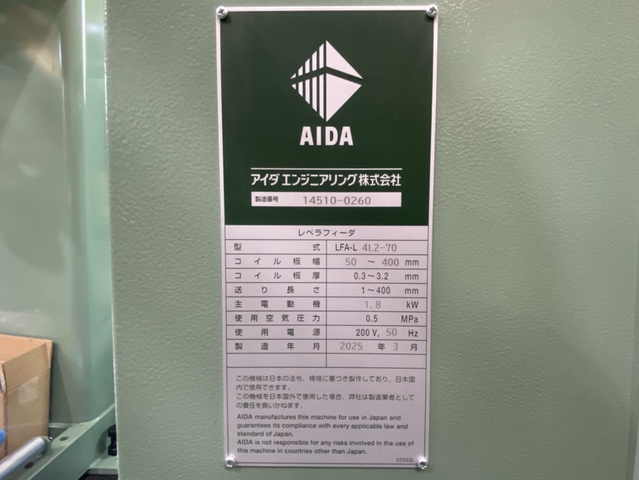 AIDA
アイダエンジニアリング株式会社
製造番号 14510-0260
レベラフィーダ
型式 LFA-L 4L2-70
コイル板幅 50 ~ 400 mm
コイル板厚 0.3~3.2 mm
送り長さ 1~400 mm
主電動機 1.8 kW
使用空気圧力 0.5 MPa
使用電源 200 V, 50 Hz
製造年月 2025 年 3 月
この機械は日本の法令、規格に基づき製作しており、日本国
内で使用できます。
この機械を日本国外で使用した場合、弊社は製造業者として
の責任を負いかねます。
AIDA manufactures this machine for use in Japan and
guarantees its compliance with every applicable law and
standard of Japan.
AIDA is not responsible for any risks involved in the use of
this machine in countries other than Japan.